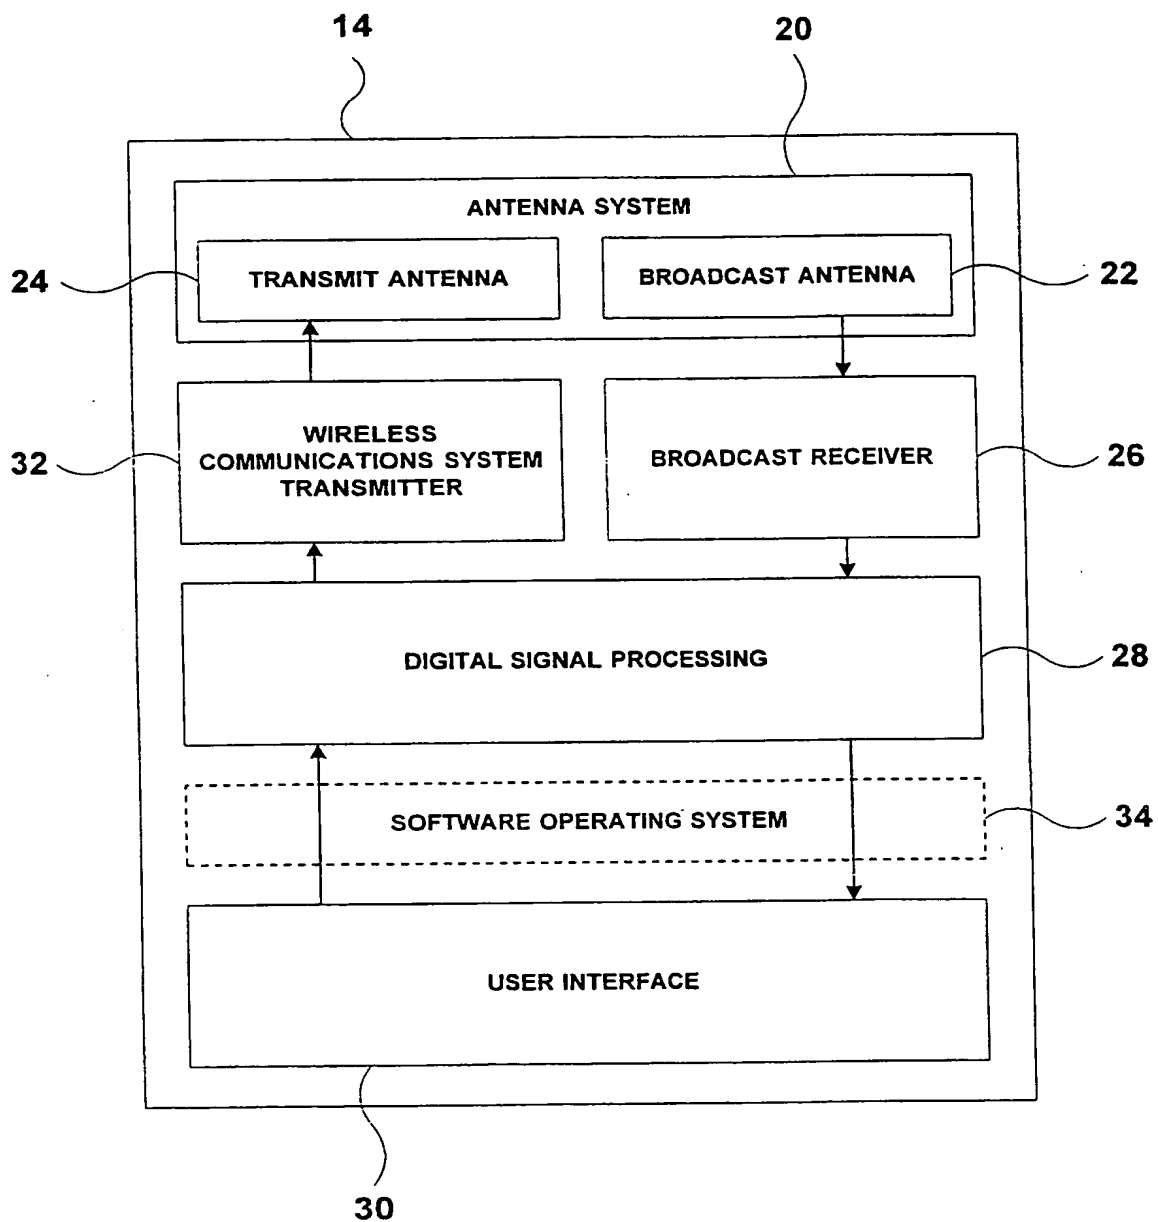 14
20
ANTENNA SYSTEM
24
TRANSMIT ANTENNA
BROADCAST ANTENNA
22
32
WIRELESS
COMMUNICATIONS SYSTEM
TRANSMITTER
BROADCAST RECEIVER
26
DIGITAL SIGNAL PROCESSING
28
SOFTWARE OPERATING SYSTEM
34
USER INTERFACE
30